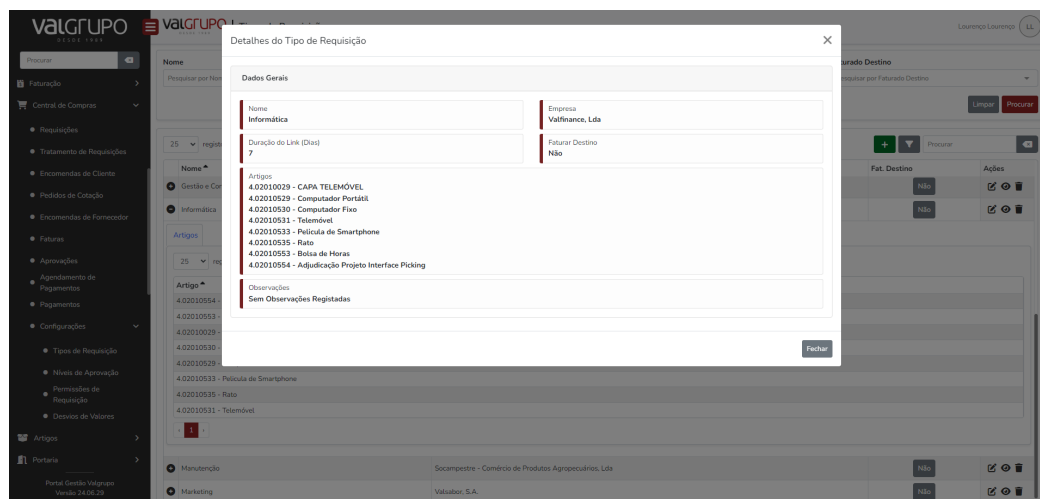 valGRUPO
DESDE 1969
Lourenço Lourenço
LL
Procurar
Faturação
Central de Compras
Requisições
Tratamento de Requisições
Encomendas de Cliente
Pedidos de Cotação
Encomendas de Fornecedor
Faturas
Aprovações
Agendamento de
Pagamentos
Pagamentos
Configurações
Tipos de Requisição
Níveis de Aprovação
Permissões de
Requisição
Desvios de Valores
Artigos
Portaria
Portal Gestão Valgrupo
Versão 24.06.29
valGRUPO
Nome
Faturado Destino
Limpar
Procurar
25
Procurar
Nome
Fat. Destino
Ações
Não
Informática
Não
Artigos
25
Artigo
4.02010554 -
4.02010553 -
4.02010029 -
4.02010530 -
4.02010529 -
4.02010533 - Pelicula de Smartphone
4.02010535 - Rato
4.02010531 - Telemóvel
1
Manutenção
Socampestre - Comércio de Produtos Agropecuários, Lda
Não
Marketing
Valsabor, S.A.
Não
Detalhes do Tipo de Requisição
Dados Gerais
Nome
Informática
Empresa
Valfinance, Lda
Duração do Link (Dias)
7
Faturar Destino
Não
Artigos
4.02010029 - CAPA TELEMÓVEL
4.02010529 - Computador Portátil
4.02010530 - Computador Fixo
4.02010531 - Telemóvel
4.02010533 - Pelicula de Smartphone
4.02010535 - Rato
4.02010553 - Bolsa de Horas
4.02010554 - Adjudicação Projeto Interface Picking
Observações
Sem Observações Registadas
Fechar